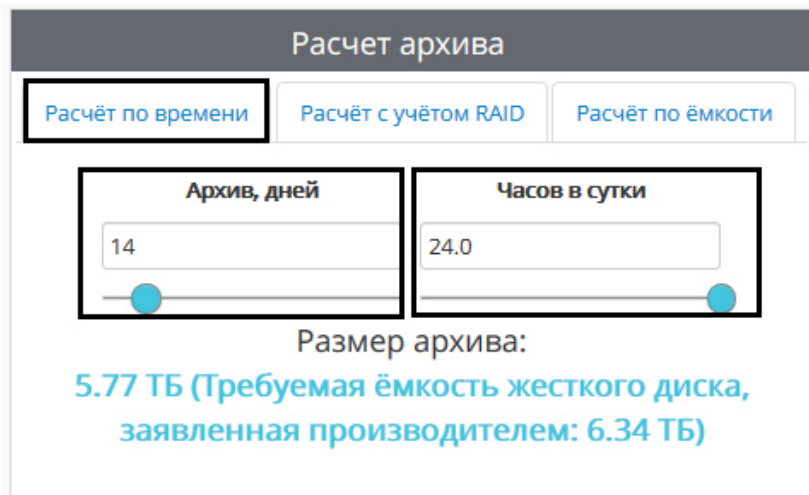 Расчет архива
Расчёт по времени Расчёт с учётом RAID Расчёт по ёмкости
Архив, дней Часов в сутки
14 24.0
Размер архива:
5.77 ТБ (Требуемая ёмкость жесткого диска,
заявленная производителем: 6.34 ТБ)